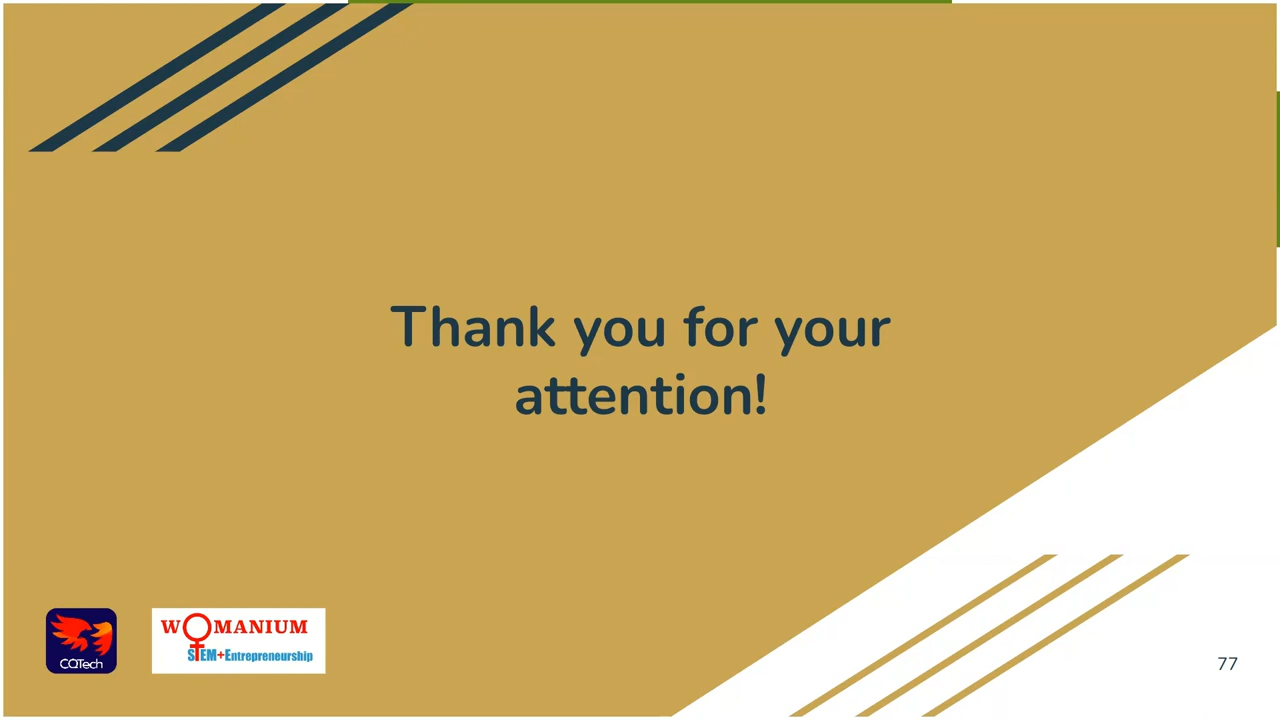 Thank you for your
attention!
CQTech
WOMANIUM
STEM+Entrepreneurship
77